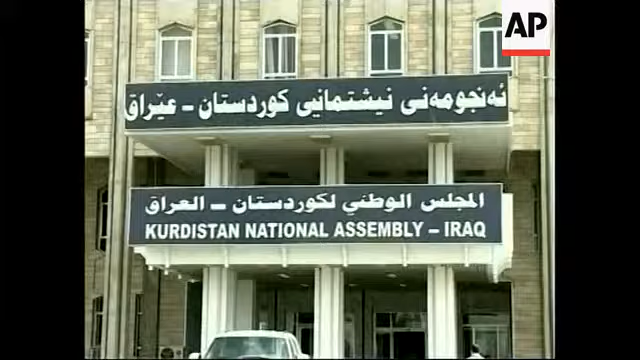 AP
ئەنجومەنی نیشتمانیی کوردستان - عێراق
المجلس الوطني لكوردستان - العراق
KURDISTAN NATIONAL ASSEMBLY – IRAQ